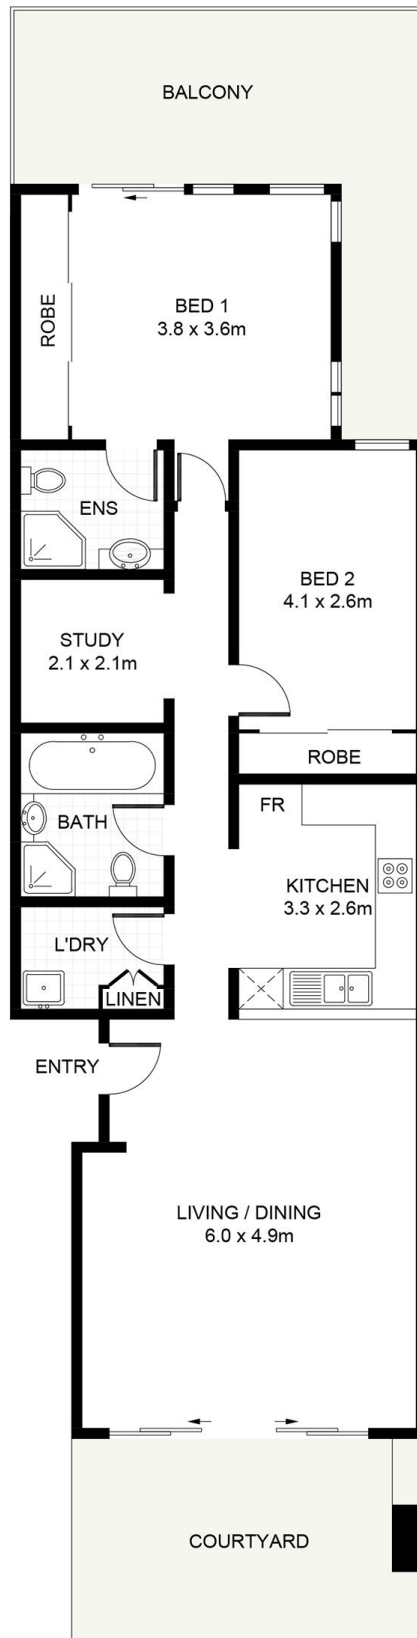 BALCONY
ROBE
BED 1
3.8 x 3.6m
ENS
BED 2
4.1 x 2.6m
STUDY
2.1 x 2.1m
ROBE
BATH
FR
KITCHEN
3.3 x 2.6m
L'DRY
LINEN
ENTRY
LIVING / DINING
6.0 x 4.9m
COURTYARD